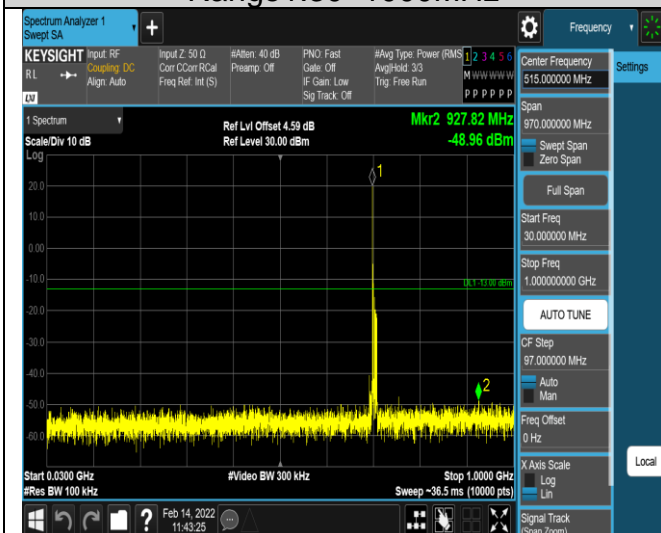 Range:30~1000MHz
Spectrum Analyzer 1
Swept SA
+
Frequency
KEYSIGHT
RL
LXI
Input: RF
Coupling: DC
Align: Auto
Input Z: 50 Ω
Corr CCorr RCal
Freq Ref: Int (S)
#Atten: 40 dB
Preamp: Off
PNO: Fast
Gate: Off
IF Gain: Low
Sig Track: Off
#Avg Type: Power (RMS
Avg|Hold: 3/3
Trig: Free Run
1 2 3 4 5 6
M W W W W W
P P P P P P
Center Frequency
515.000000 MHz
Settings
Span
970.000000 MHz
Swept Span
Zero Span
Full Span
Start Freq
30.000000 MHz
Stop Freq
1.000000000 GHz
AUTO TUNE
CF Step
97.000000 MHz
Auto
Man
Freq Offset
0 Hz
X Axis Scale
Log
Lin
Local
Signal Track
(Span Zoom)
1 Spectrum
Scale/Div 10 dB
Log
Ref Lvl Offset 4.59 dB
Ref Level 30.00 dBm
Mkr2 927.82 MHz
-48.96 dBm
1
20.0
10.0
0.00
-10.0
DL1 -13.00 dBm
-20.0
-30.0
-40.0
2
-50.0
-60.0
Start 0.0300 GHz
#Video BW 300 kHz
Stop 1.0000 GHz
#Res BW 100 kHz
Sweep ~36.5 ms (10000 pts)
?
Feb 14, 2022
11:43:25